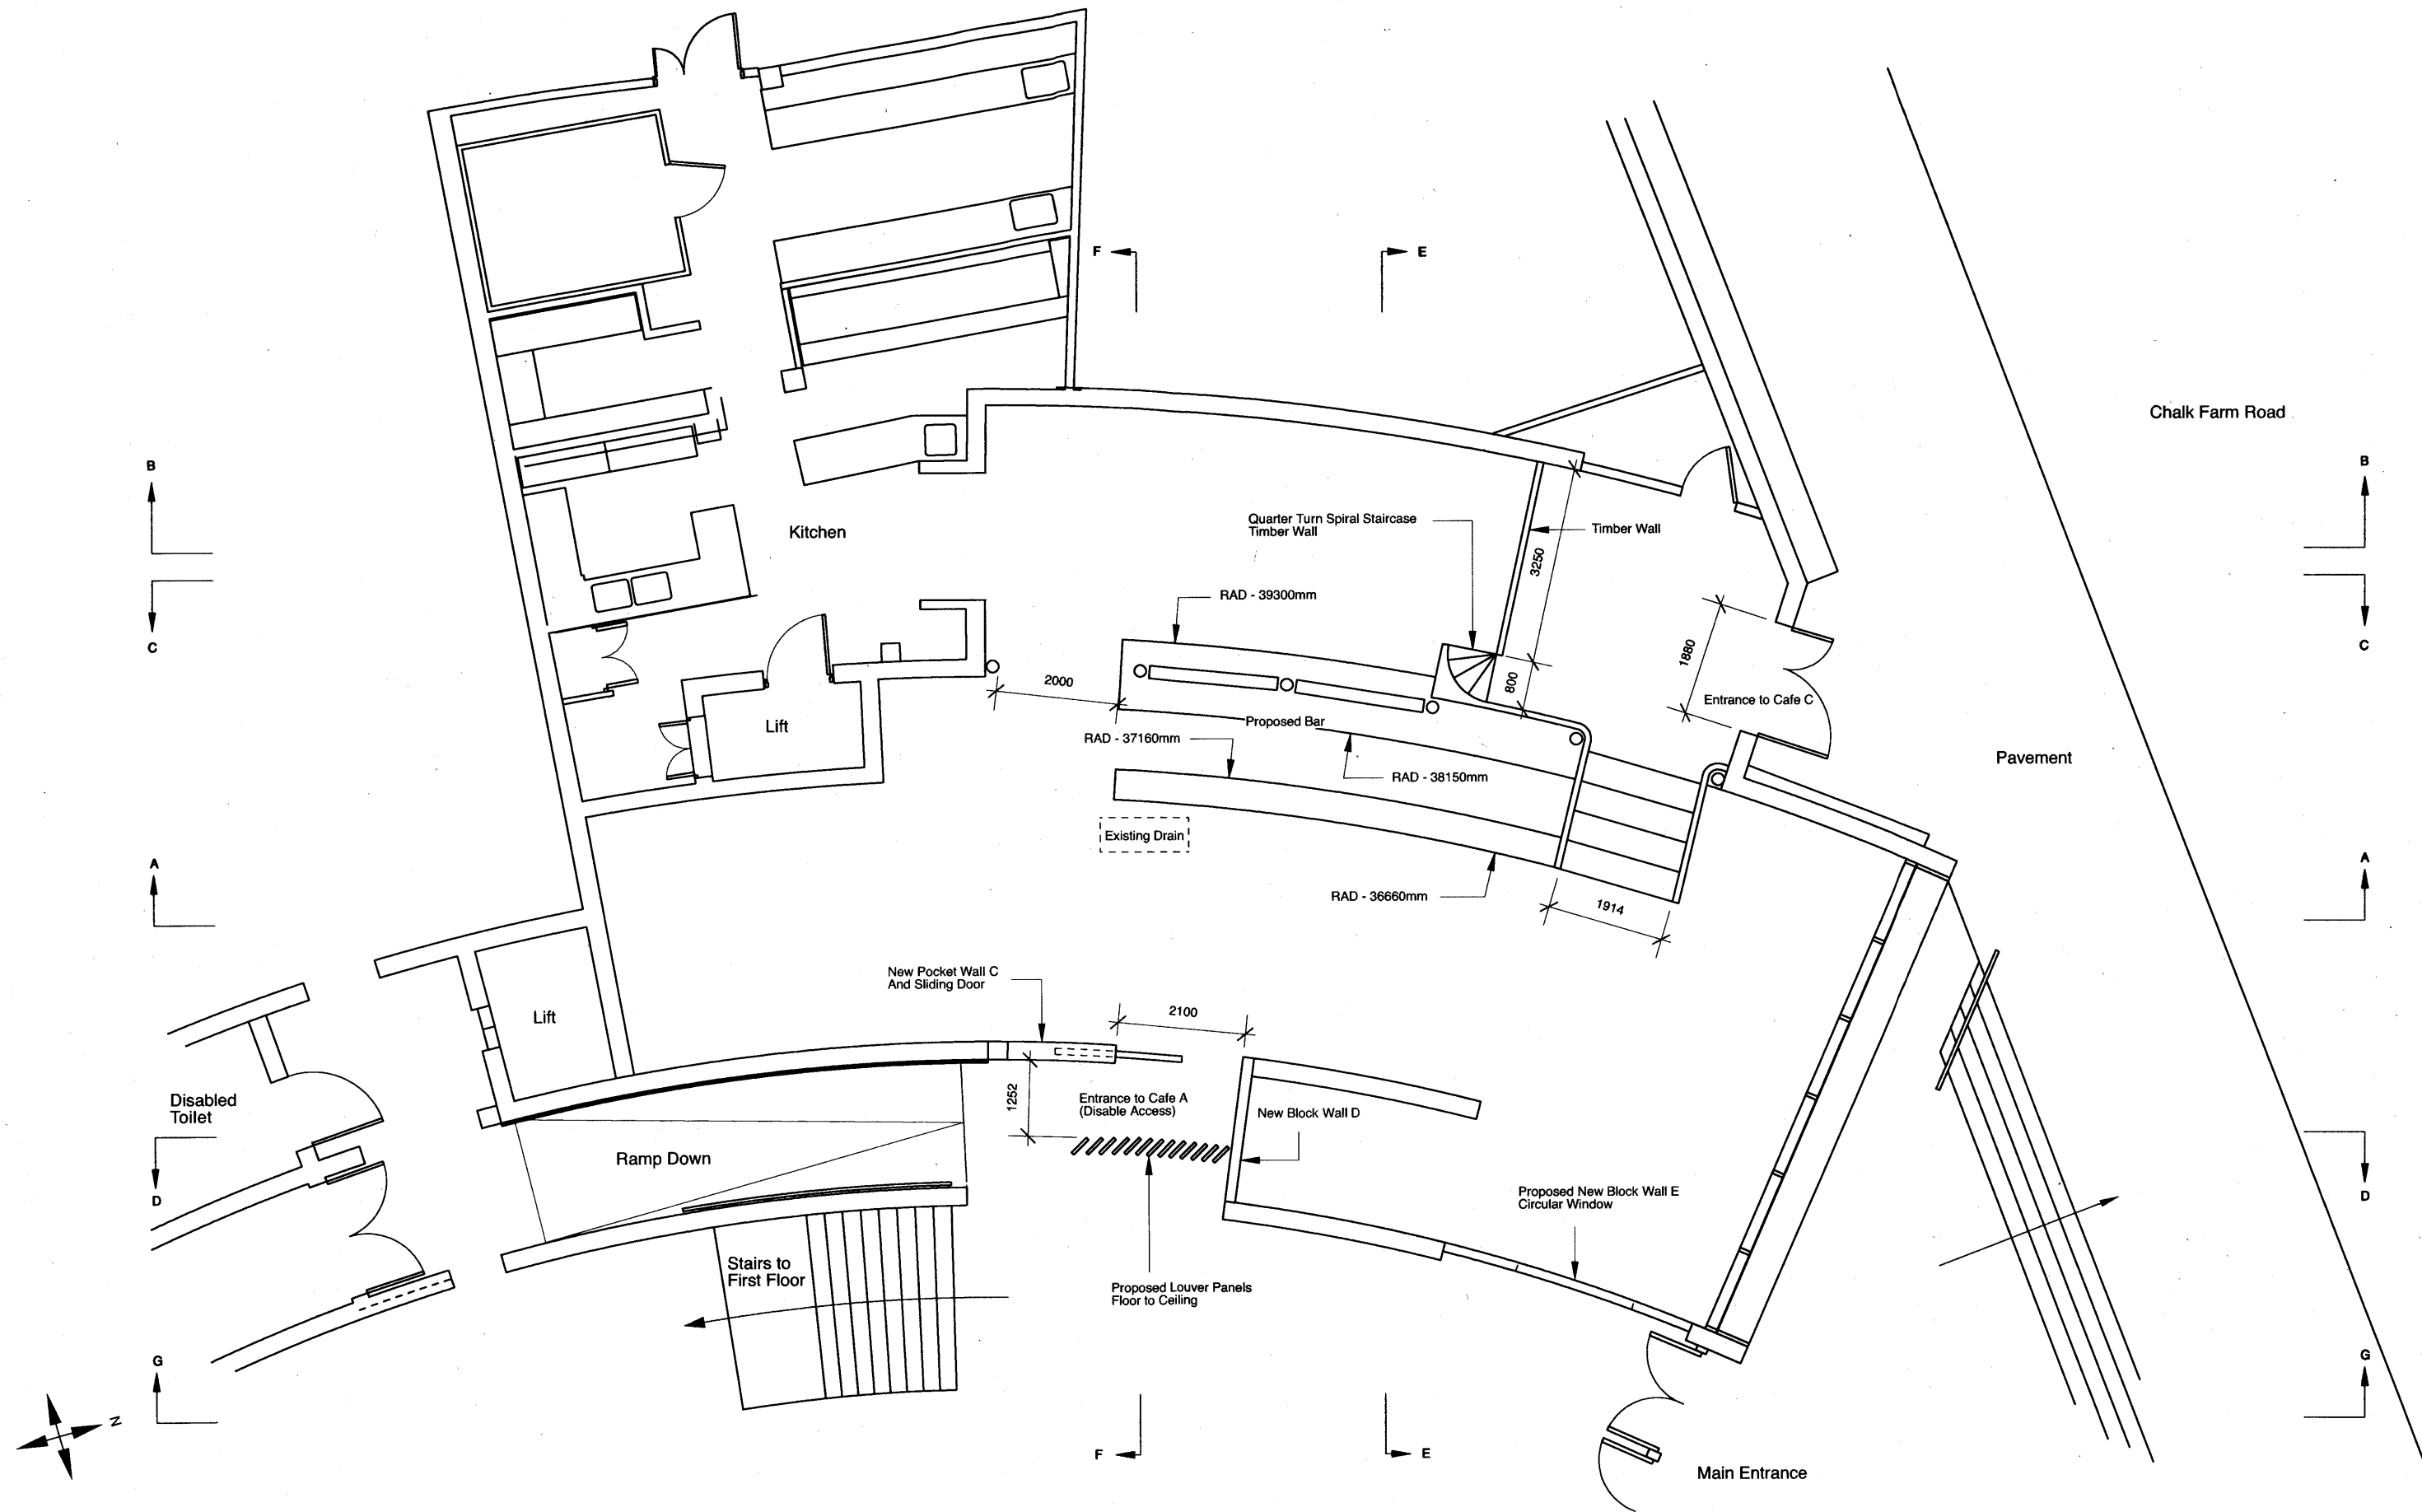 F
E
Chalk Farm Road
B
B
Quarter Turn Spiral Staircase
Timber Wall
Timber Wall
Kitchen
3250
RAD - 39300mm
C
C
1880
2000
800
Entrance to Cafe C
Lift
Proposed Bar
RAD - 37160mm
Pavement
RAD - 38150mm
Existing Drain
A
A
RAD - 36660mm
1914
New Pocket Wall C
And Sliding Door
2100
Lift
1252
Disabled
Toilet
Entrance to Cafe A
(Disable Access)
New Block Wall D
Ramp Down
D
D
Proposed New Block Wall E
Circular Window
Stairs to
First Floor
Proposed Louver Panels
Floor to Ceiling
G
G
N
F
E
Main Entrance